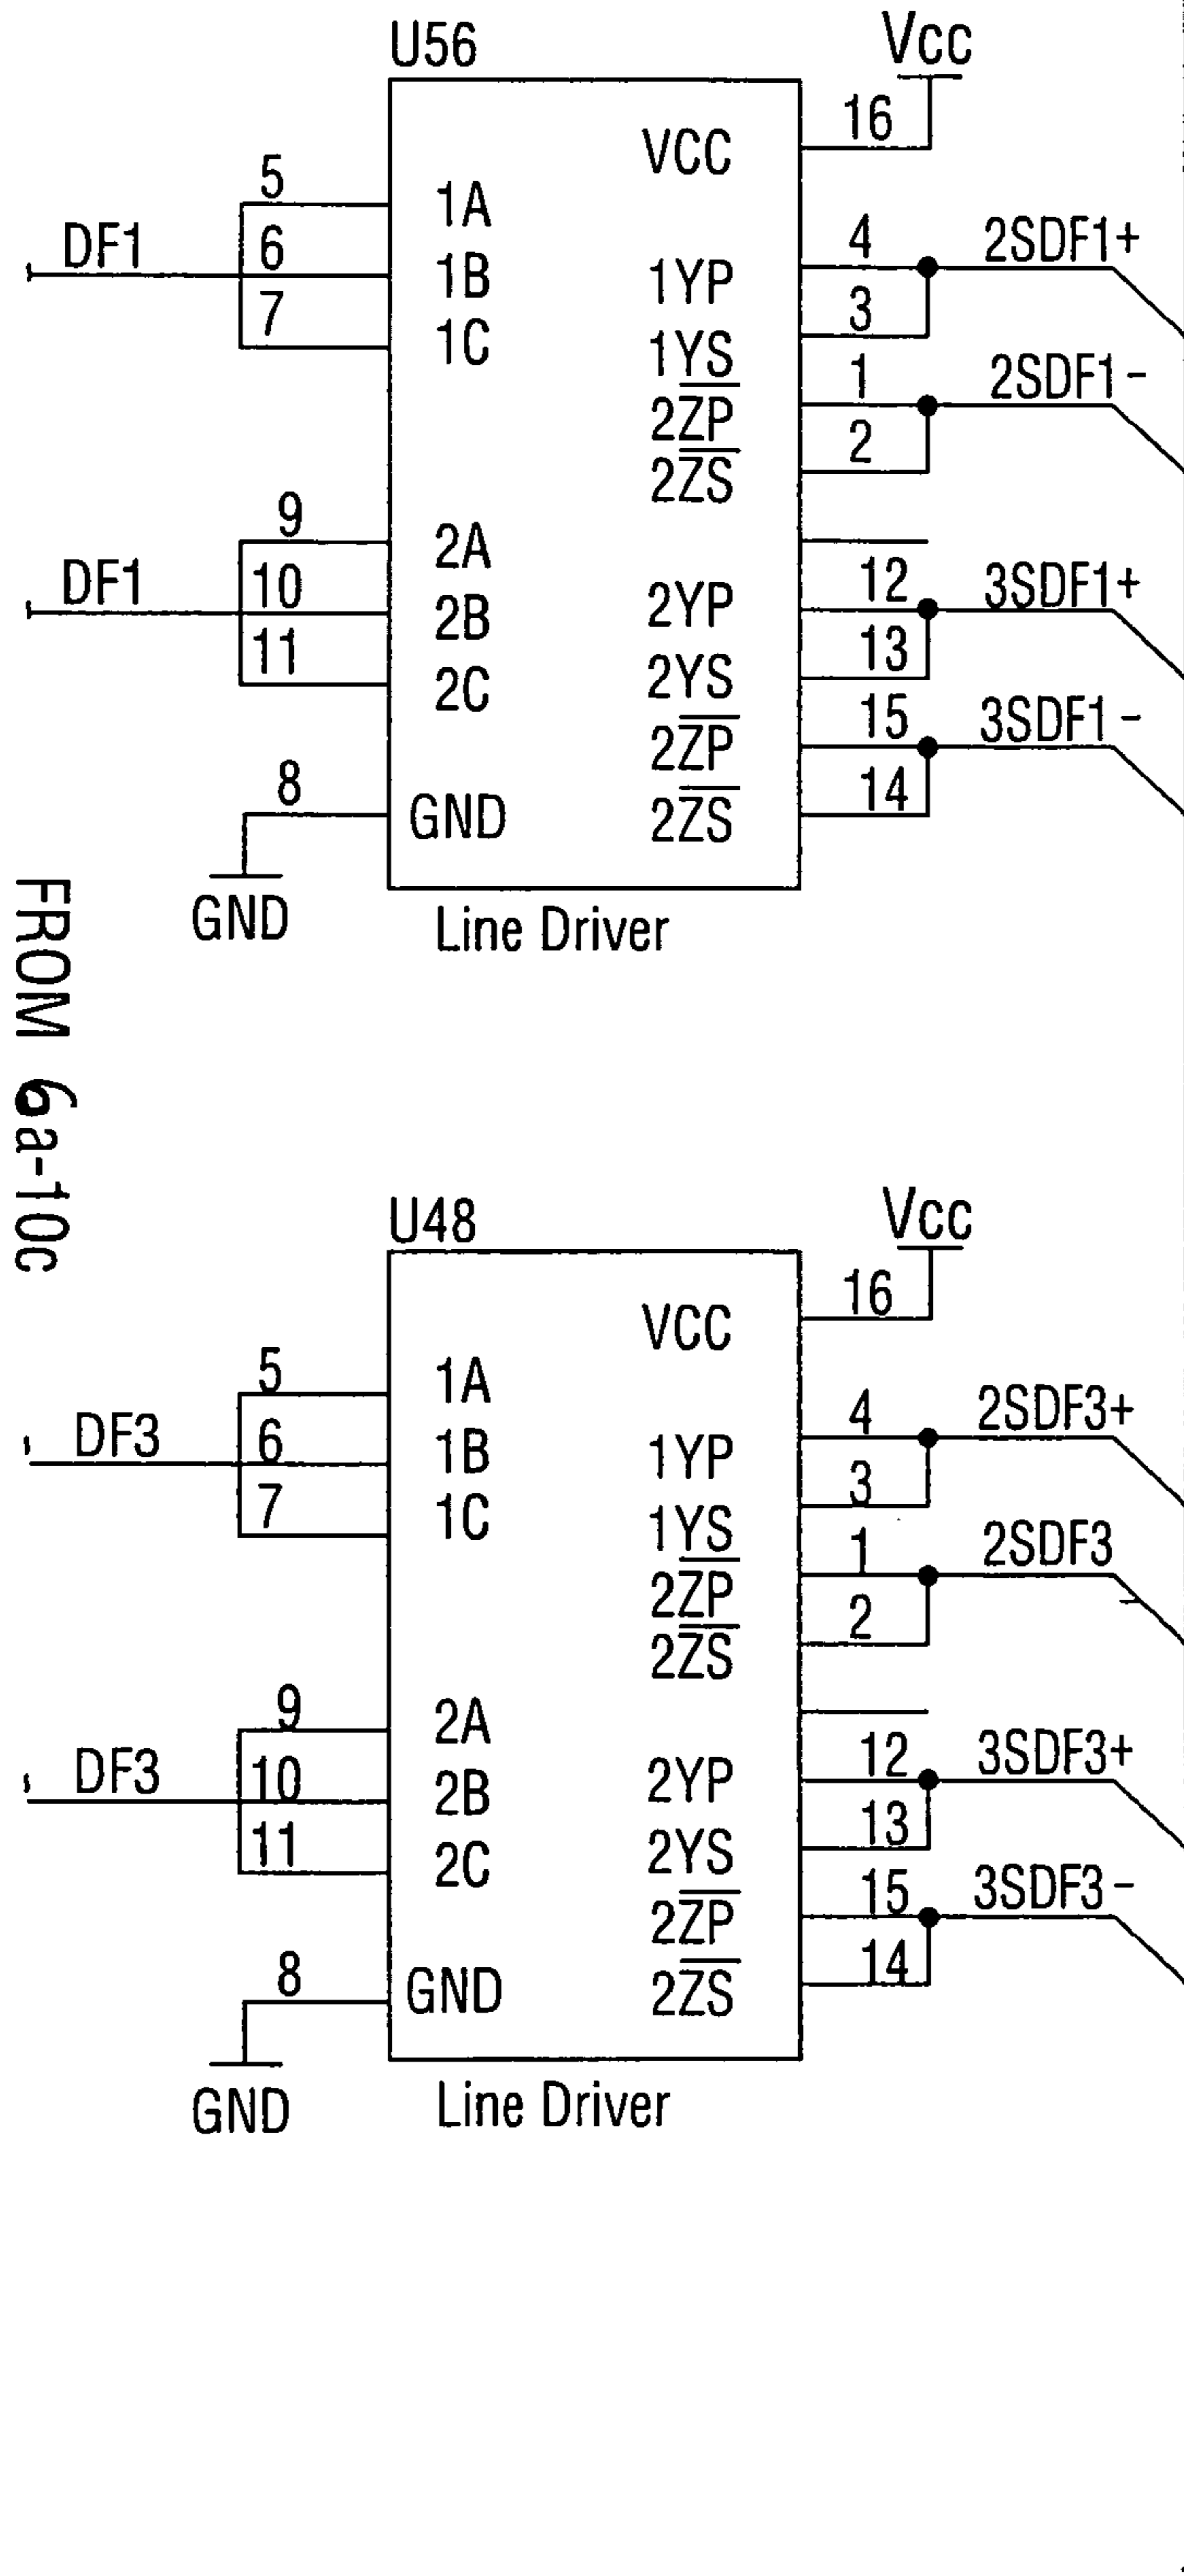 U56
Vcc
16
VCC
5
1A
DF1
6
1B
7
1C
4
1YP
2SDF1+
3
1YS
1
2ZP
2SDF1-
2
2ZS
9
2A
DF1
10
2B
11
2C
12
2YP
3SDF1+
13
2YS
15
2ZP
3SDF1-
14
2ZS
8
GND
GND
Line Driver
FROM 6a-10c
U48
Vcc
16
VCC
5
1A
DF3
6
1B
7
1C
4
1YP
2SDF3+
3
1YS
1
2ZP
2SDF3
2
2ZS
9
2A
DF3
10
2B
11
2C
12
2YP
3SDF3+
13
2YS
15
2ZP
3SDF3-
14
2ZS
8
GND
GND
Line Driver